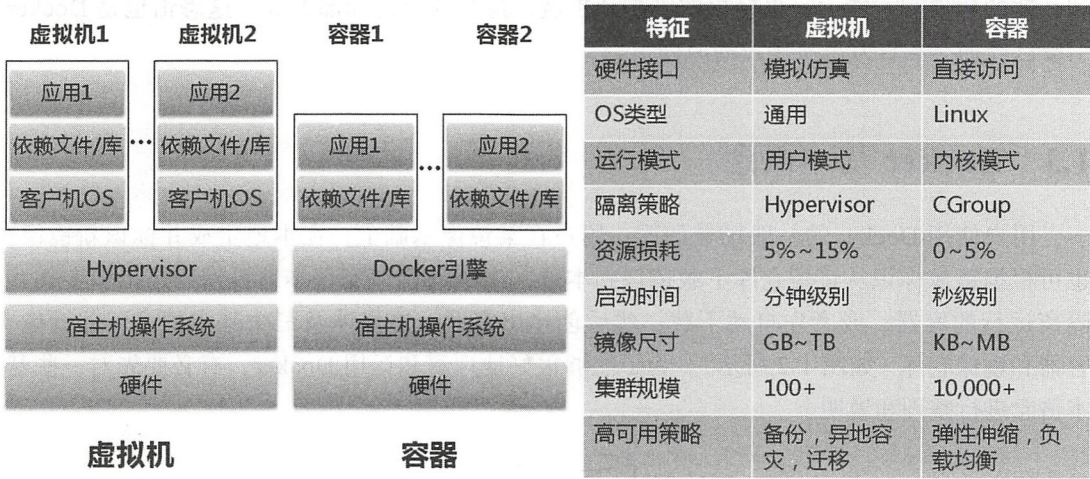 虚拟机1 虚拟机2 容器1 容器2
应用1 应用2
依赖文件/库 ... 依赖文件/库 应用1 ... 应用2
客户机OS 客户机OS 依赖文件/库 依赖文件/库
Hypervisor Docker引擎
宿主机操作系统 宿主机操作系统
硬件 硬件
虚拟机 容器
特征 虚拟机 容器
硬件接口 模拟仿真 直接访问
OS类型 通用 Linux
运行模式 用户模式 内核模式
隔离策略 Hypervisor CGroup
资源损耗 5%~15% 0~5%
启动时间 分钟级别 秒级别
镜像尺寸 GB~TB KB~MB
集群规模 100+ 10,000+
高可用策略 备份，异地容 弹性伸缩，负
灾，迁移 载均衡